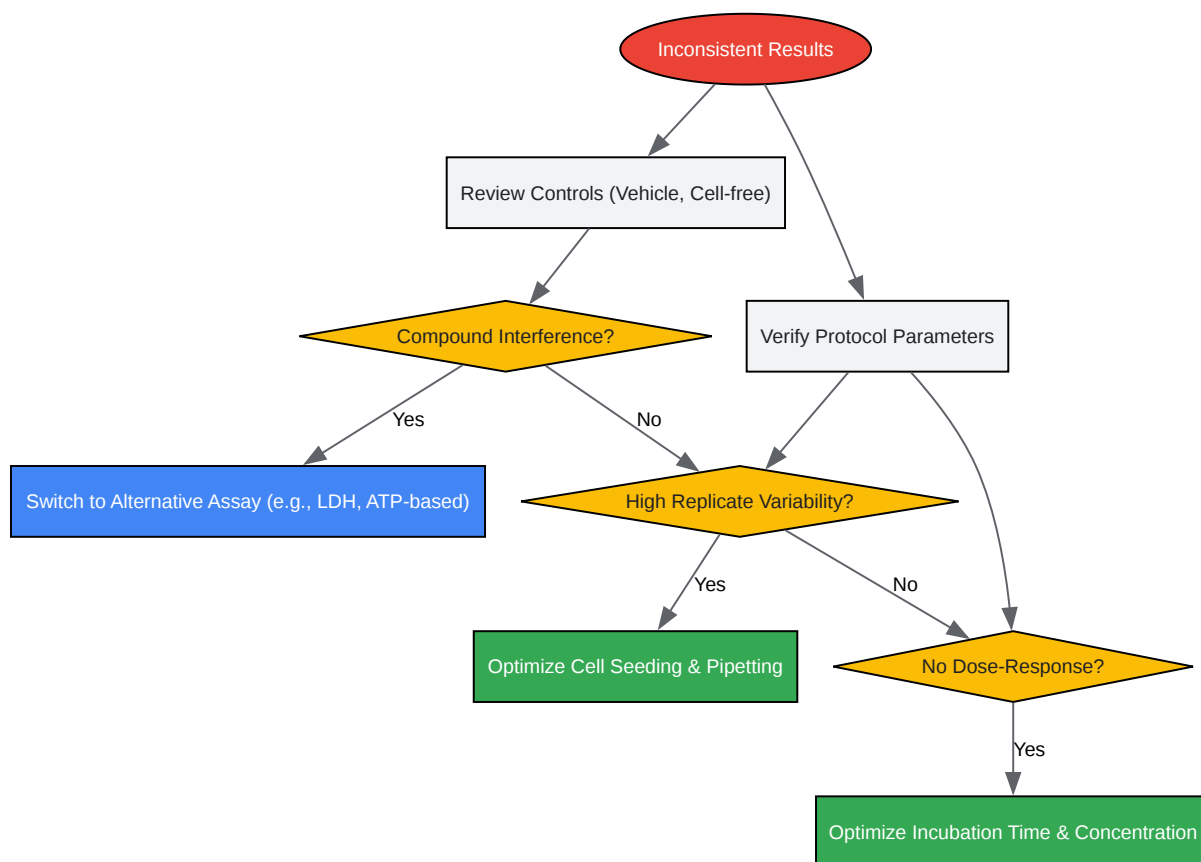 Inconsistent Results
Review Controls (Vehicle, Cell-free)
Compound Interference?
Verify Protocol Parameters
Yes
No
Switch to Alternative Assay (e.g., LDH, ATP-based)
High Replicate Variability?
Yes
No
Optimize Cell Seeding & Pipetting
No Dose-Response?
Yes
Optimize Incubation Time & Concentration